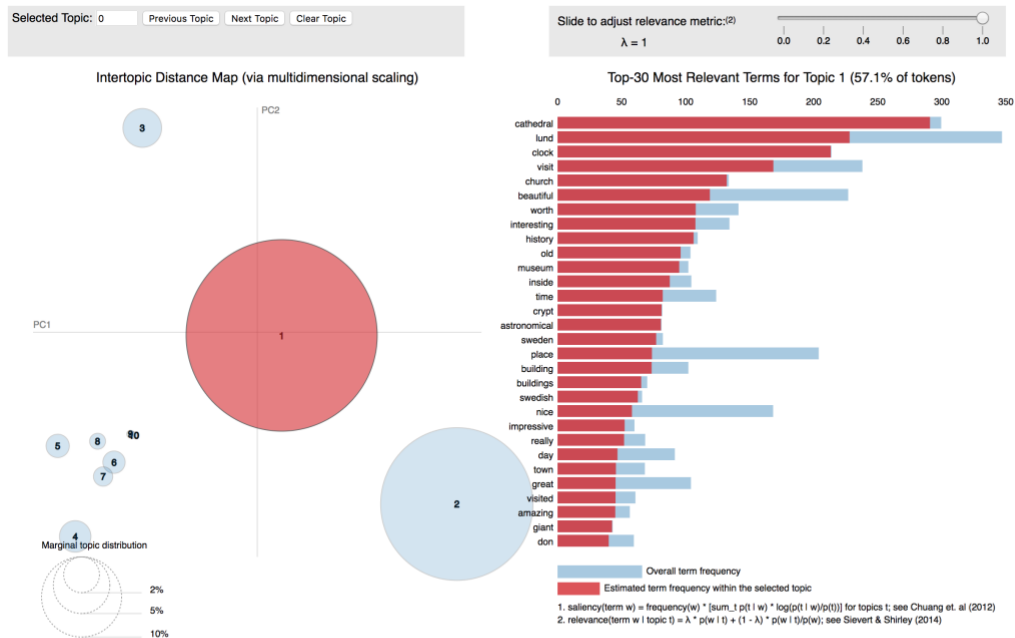 Selected Topic: 0 Previous Topic Next Topic Clear Topic
Slide to adjust relevance metric:(2)
λ = 1
0.0 0.2 0.4 0.6 0.8 1.0
Intertopic Distance Map (via multidimensional scaling)
PC2
PC1
3
1
5
8
9
10
6
7
2
4
Marginal topic distribution
2%
5%
10%
Top-30 Most Relevant Terms for Topic 1 (57.1% of tokens)
0 50 100 150 200 250 300 350
cathedral
lund
clock
visit
church
beautiful
worth
interesting
history
old
museum
inside
time
crypt
astronomical
sweden
place
building
buildings
swedish
nice
impressive
really
day
town
great
visited
amazing
giant
don
Overall term frequency
Estimated term frequency within the selected topic
1. saliency(term w) = frequency(w) * [sum_t p(t | w) * log(p(t | w)/p(t))] for topics t; see Chuang et. al (2012)
2. relevance(term w | topic t) = λ * p(w | t) + (1 - λ) * p(w | t)/p(w); see Sievert & Shirley (2014)